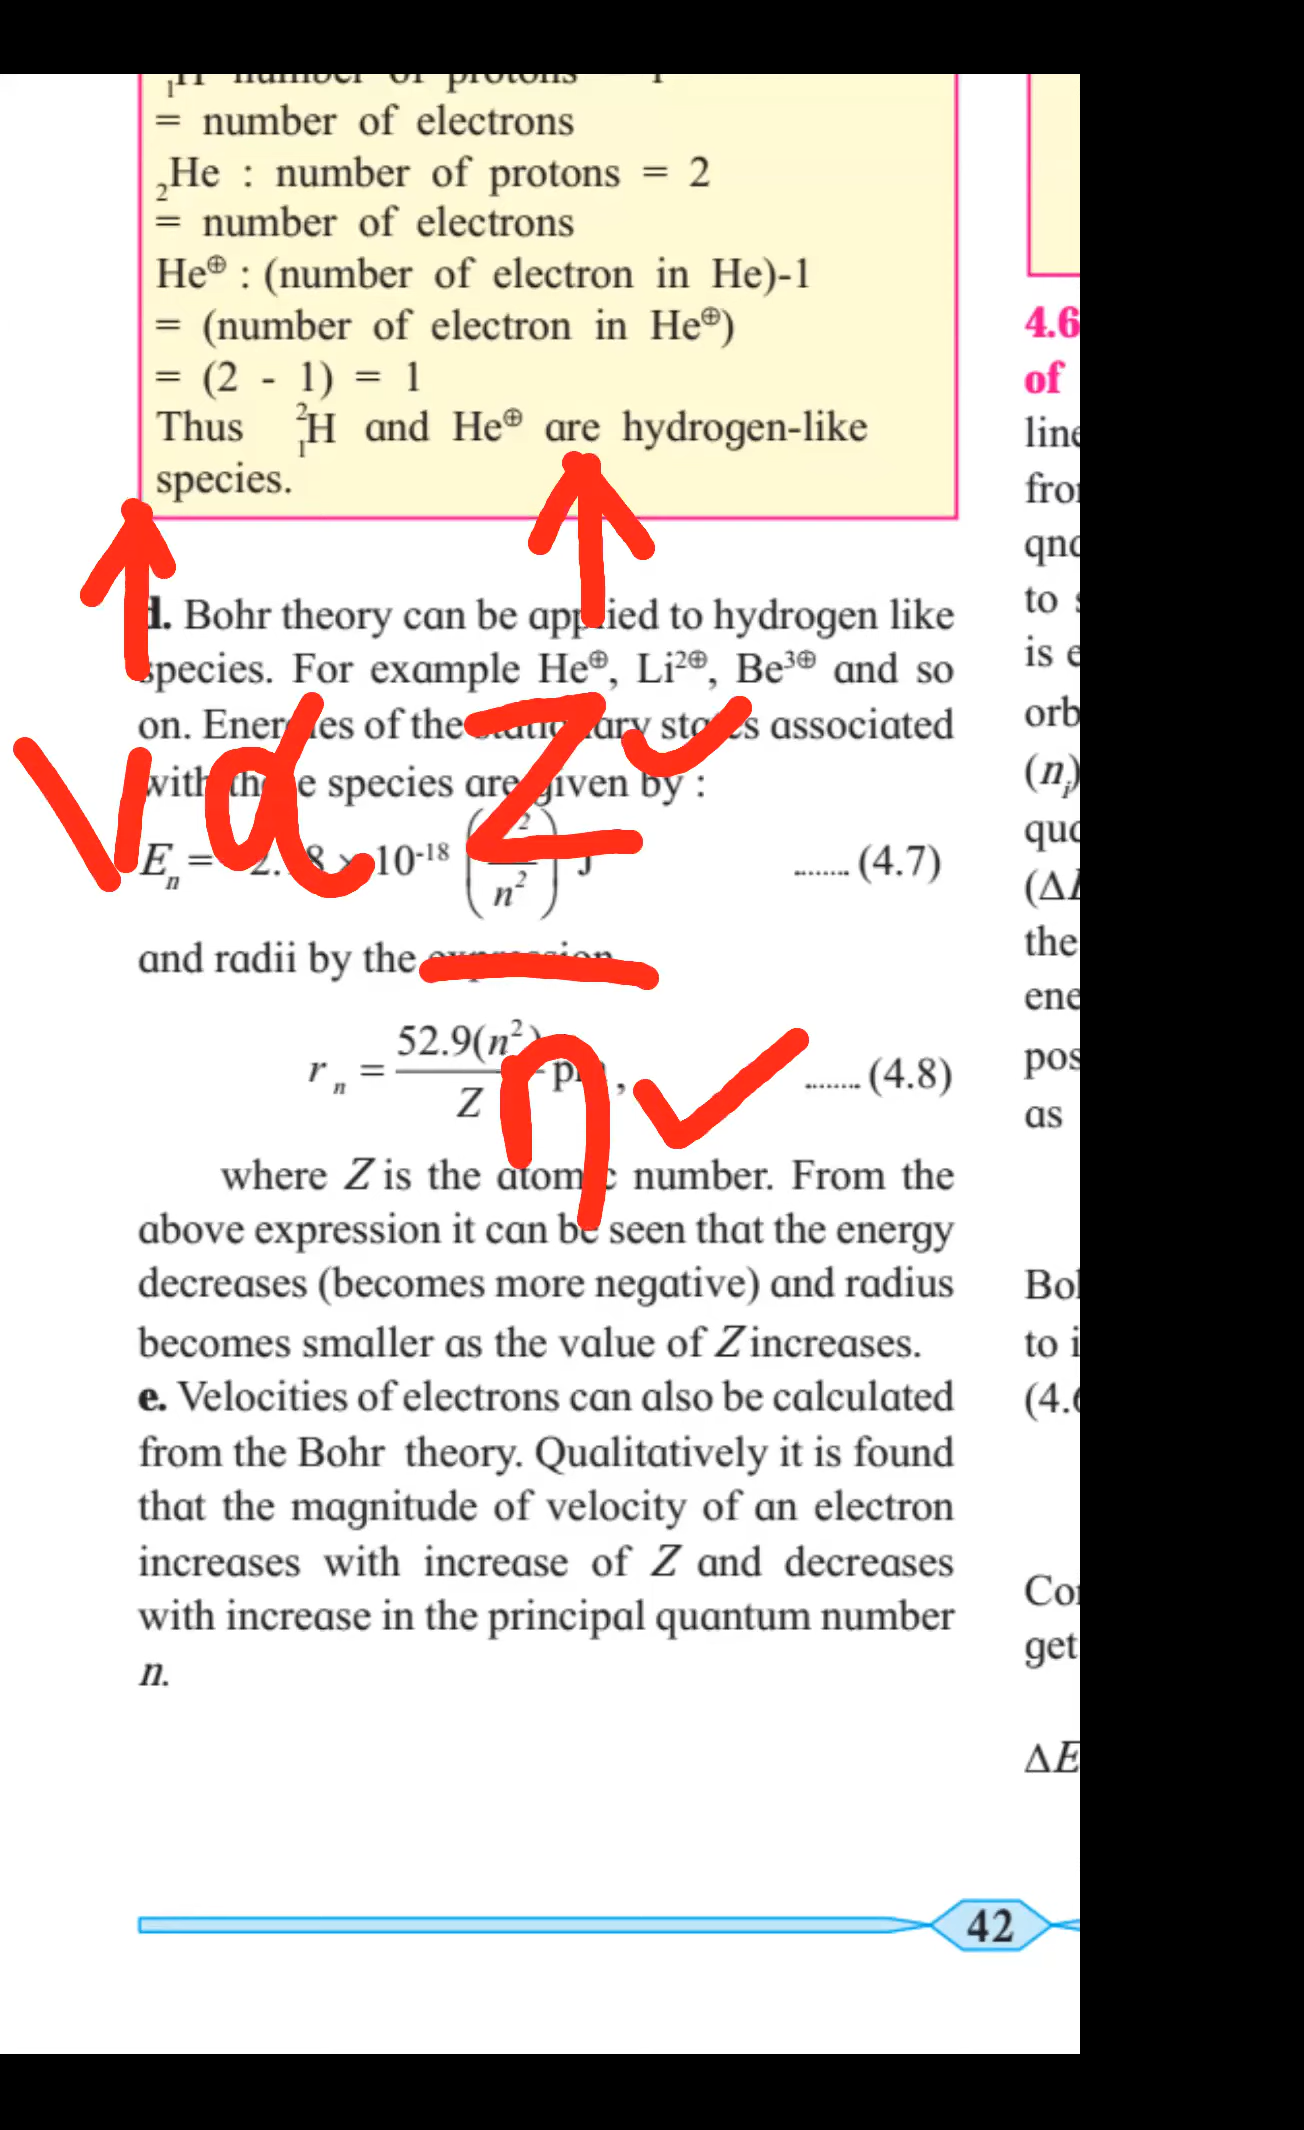 = number of electrons
₂He : number of protons = 2
= number of electrons
He⊕ : (number of electron in He)-1
= (number of electron in He⊕)
= (2 - 1) = 1
Thus ²₁H and He⊕ are hydrogen-like
species.
d. Bohr theory can be applied to hydrogen like
species. For example He⊕, Li²⊕, Be³⊕ and so
on. Energies of the stationary states associated
with these species are given by :
Eₙ = 10⁻¹⁸ ( / n²) J ........ (4.7)
and radii by the expression
rₙ = 52.9(n²) / Z pm, ........ (4.8)
V α Z
n
where Z is the atomic number. From the
above expression it can be seen that the energy
decreases (becomes more negative) and radius
becomes smaller as the value of Z increases.
e. Velocities of electrons can also be calculated
from the Bohr theory. Qualitatively it is found
that the magnitude of velocity of an electron
increases with increase of Z and decreases
with increase in the principal quantum number
n.
42
4.6
of
to
is
(n
(Δ
the
as
to
get
ΔE